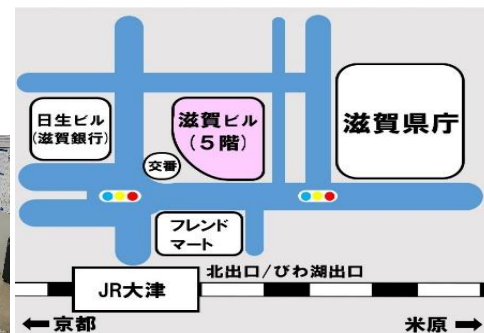 日生ビル
(滋賀銀行)
滋賀ビル
(5階)
滋賀県庁
交番
フレンド
マート
北出口/びわ湖出口
JR大津
←京都
米原→